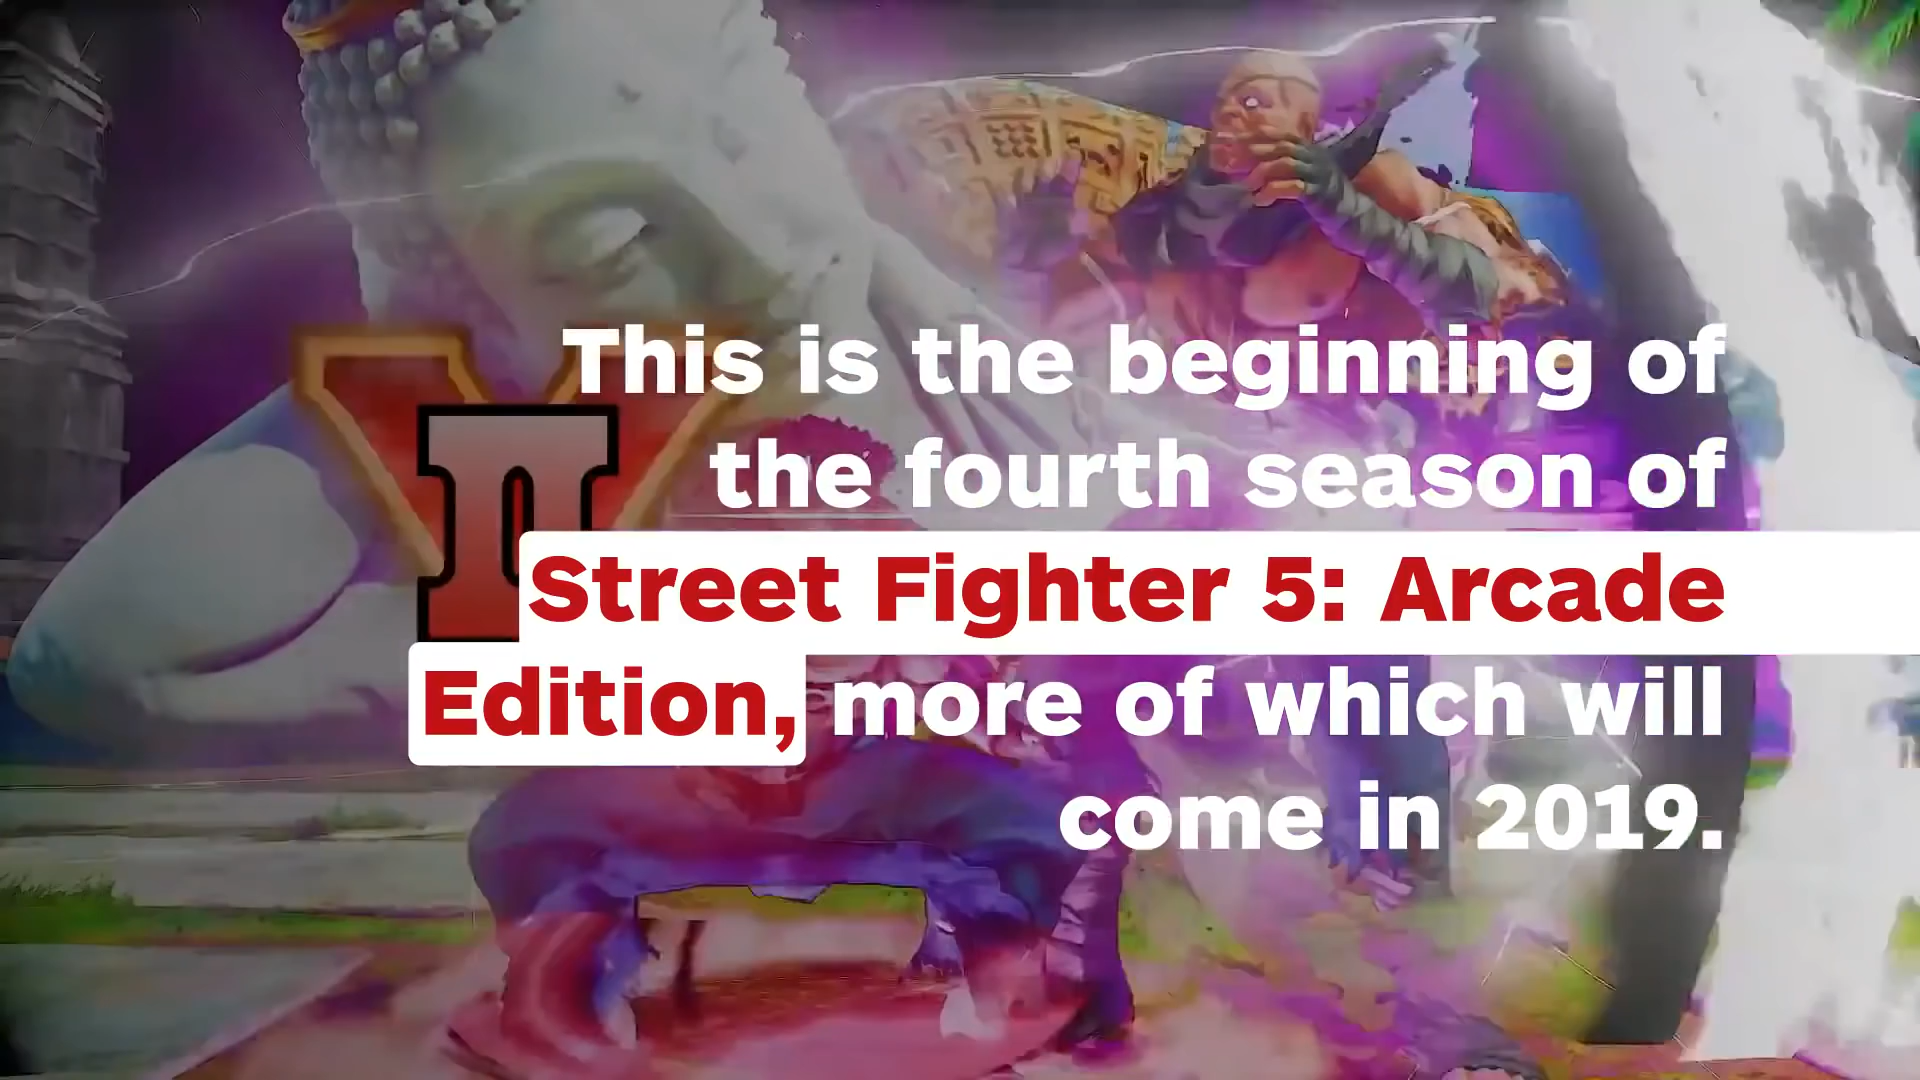 This is the beginning of
the fourth season of
Street Fighter 5: Arcade
Edition, more of which will
come in 2019.